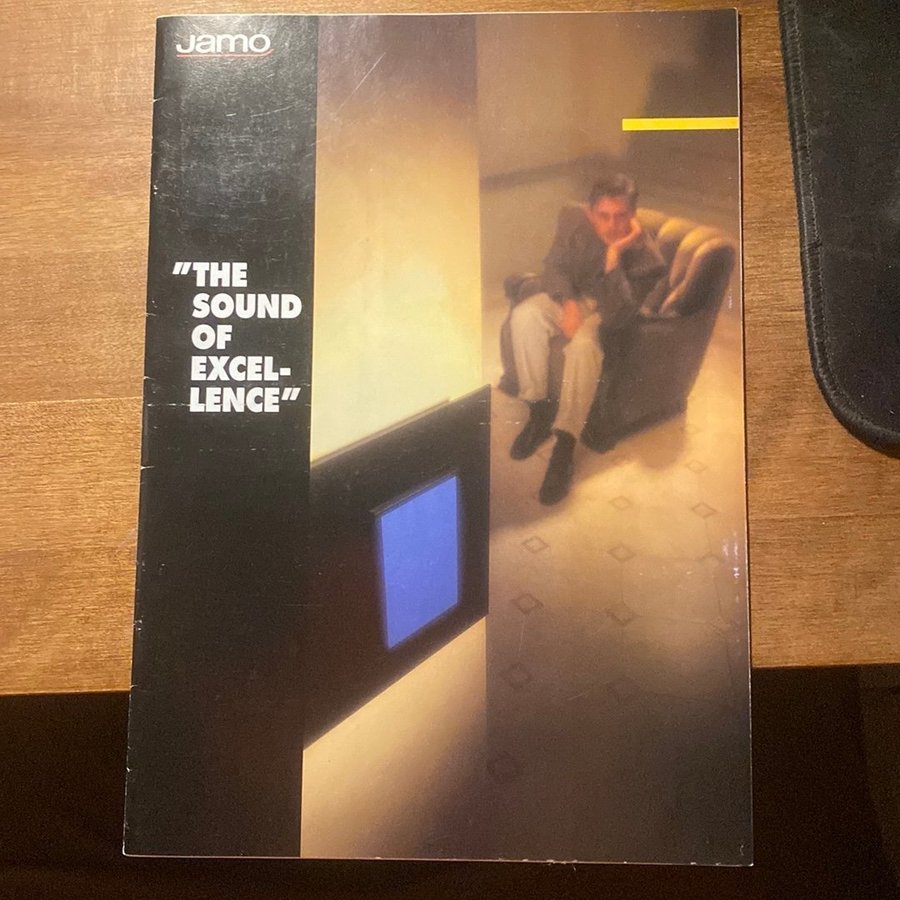 Jamo
"THE
SOUND
OF
EXCEL-
LENCE"